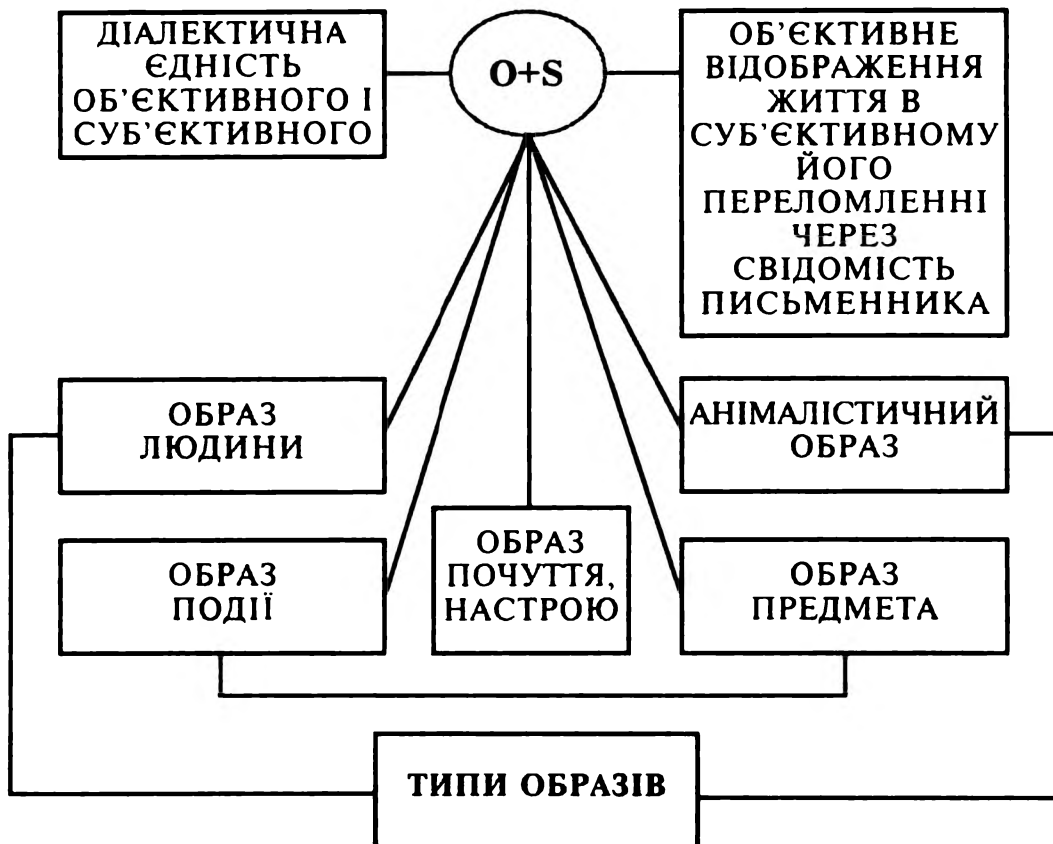 ДІАЛЕКТИЧНА
ЄДНІСТЬ
ОБ’ЄКТИВНОГО І
СУБ’ЄКТИВНОГО
O+S
ОБ’ЄКТИВНЕ
ВІДОБРАЖЕННЯ
ЖИТТЯ В
СУБ’ЄКТИВНОМУ
ЙОГО
ПЕРЕЛОМЛЕННІ
ЧЕРЕЗ
СВІДОМІСТЬ
ПИСЬМЕННИКА
ОБРАЗ
ЛЮДИНИ
АНІМАЛІСТИЧНИЙ
ОБРАЗ
ОБРАЗ
ПОДІЇ
ОБРАЗ
ПОЧУТТЯ,
НАСТРОЮ
ОБРАЗ
ПРЕДМЕТА
ТИПИ ОБРАЗІВ